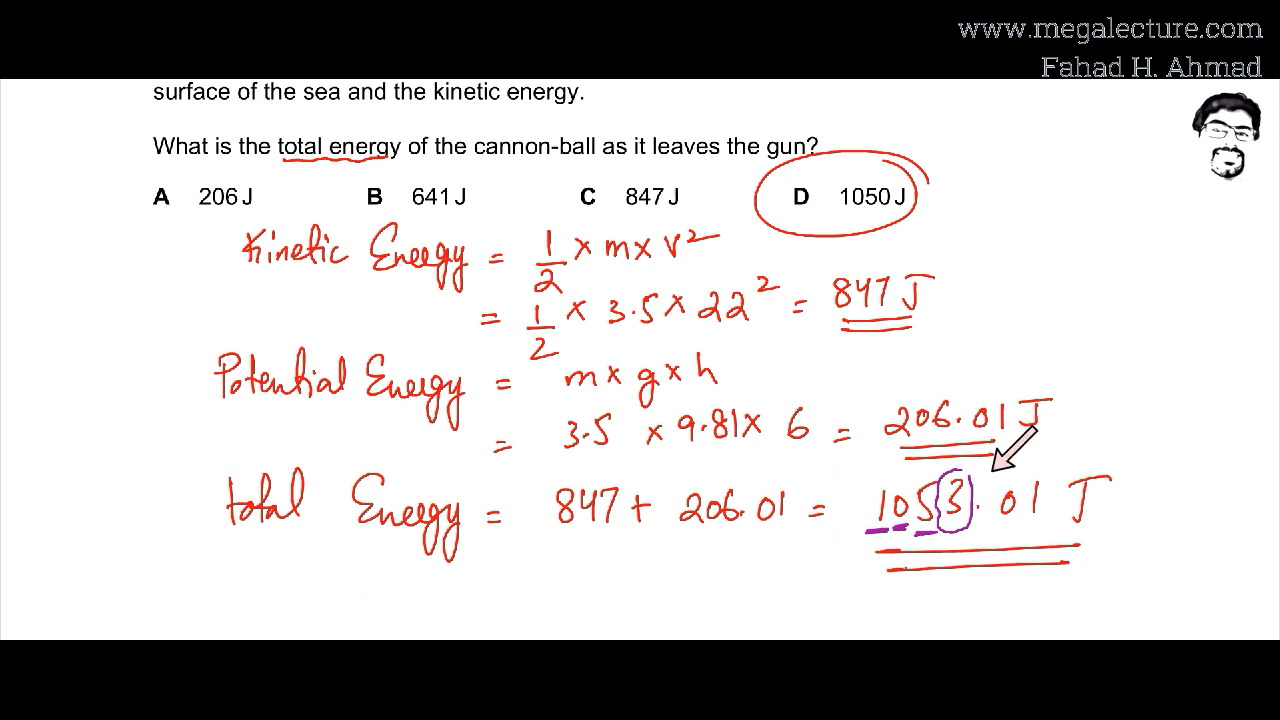 www.megalecture.com
Fahad H. Ahmad
surface of the sea and the kinetic energy.
What is the total energy of the cannon-ball as it leaves the gun?
A 206 J B 641 J C 847 J D 1050 J
Kinetic Energy = 1/2 × m × v²
= 1/2 × 3.5 × 22² = 847 J
Potential Energy = m × g × h
= 3.5 × 9.81 × 6 = 206.01 J
total Energy = 847 + 206.01 = 1053.01 J